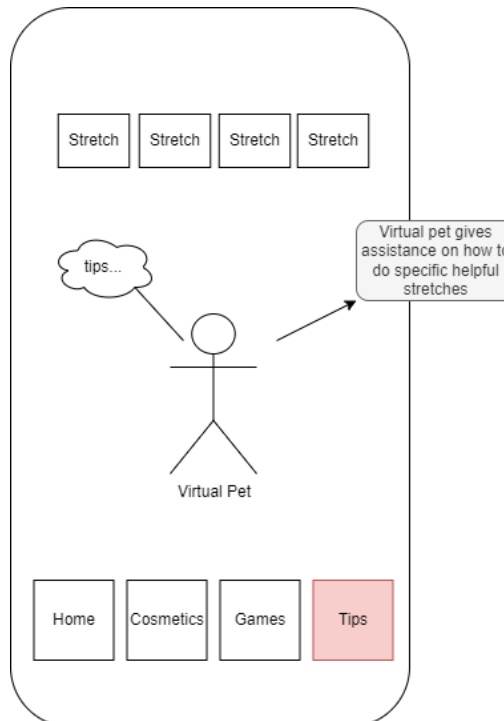 Stretch Stretch Stretch Stretch
Virtual pet gives
assistance on how to
do specific helpful
stretches
tips...
Virtual Pet
Home Cosmetics Games Tips